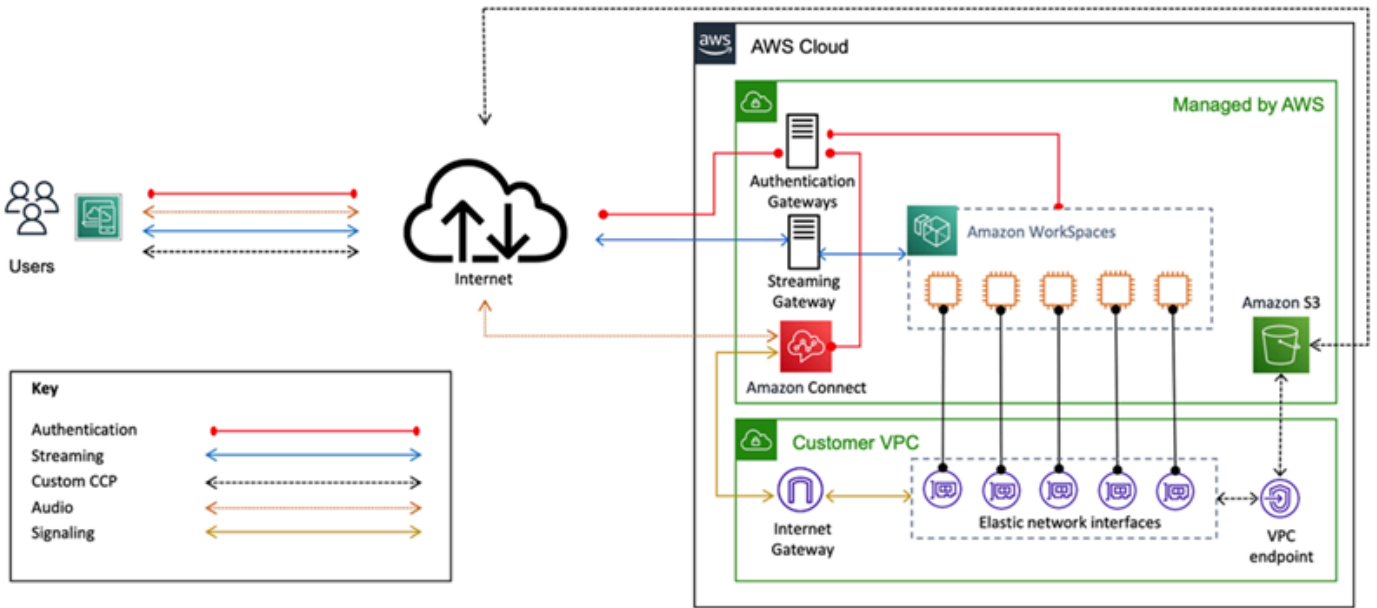 aws
AWS Cloud
Managed by AWS
Authentication
Gateways
Amazon WorkSpaces
Users
Internet
Streaming
Gateway
Amazon S3
Amazon Connect
Key
Authentication
Streaming
Custom CCP
Audio
Signaling
Customer VPC
Elastic network interfaces
Internet
Gateway
VPC
endpoint